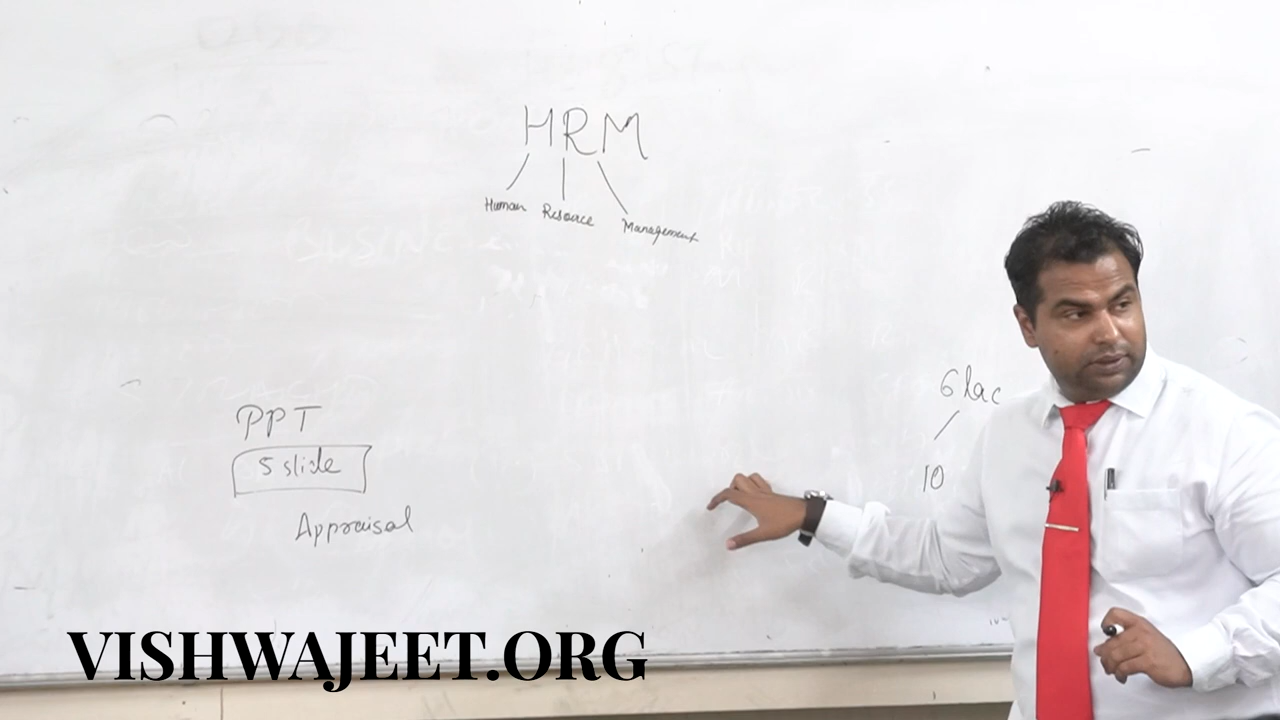 HRM
Human Resource Management
6 lac
10
PPT
5 slide
Appraisal
VISHWAJEET.ORG